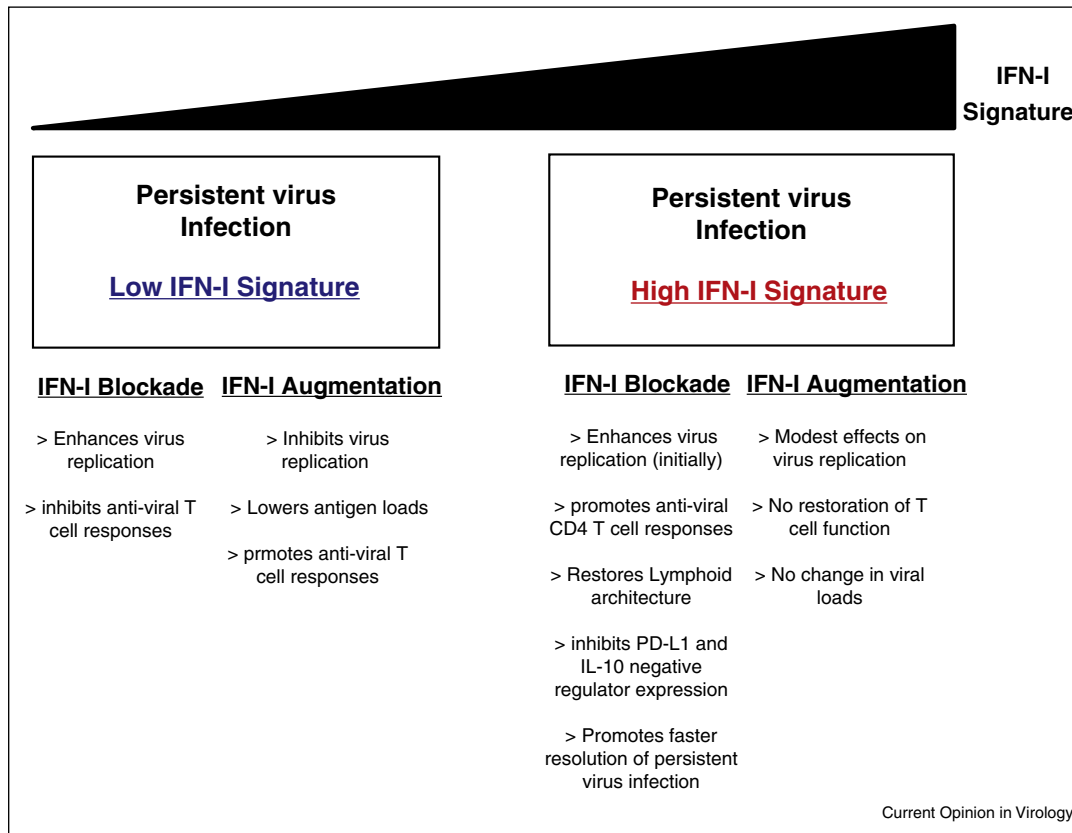 IFN-I
Signature
Persistent virus
Infection
Low IFN-I Signature
IFN-I Blockade
> Enhances virus
replication
> inhibits anti-viral T
cell responses
IFN-I Augmentation
> Inhibits virus
replication
> Lowers antigen loads
> prmotes anti-viral T
cell responses
Persistent virus
Infection
High IFN-I Signature
IFN-I Blockade
> Enhances virus
replication (initially)
> promotes anti-viral
CD4 T cell responses
> Restores Lymphoid
architecture
> inhibits PD-L1 and
IL-10 negative
regulator expression
> Promotes faster
resolution of persistent
virus infection
IFN-I Augmentation
> Modest effects on
virus replication
> No restoration of T
cell function
> No change in viral
loads
Current Opinion in Virology